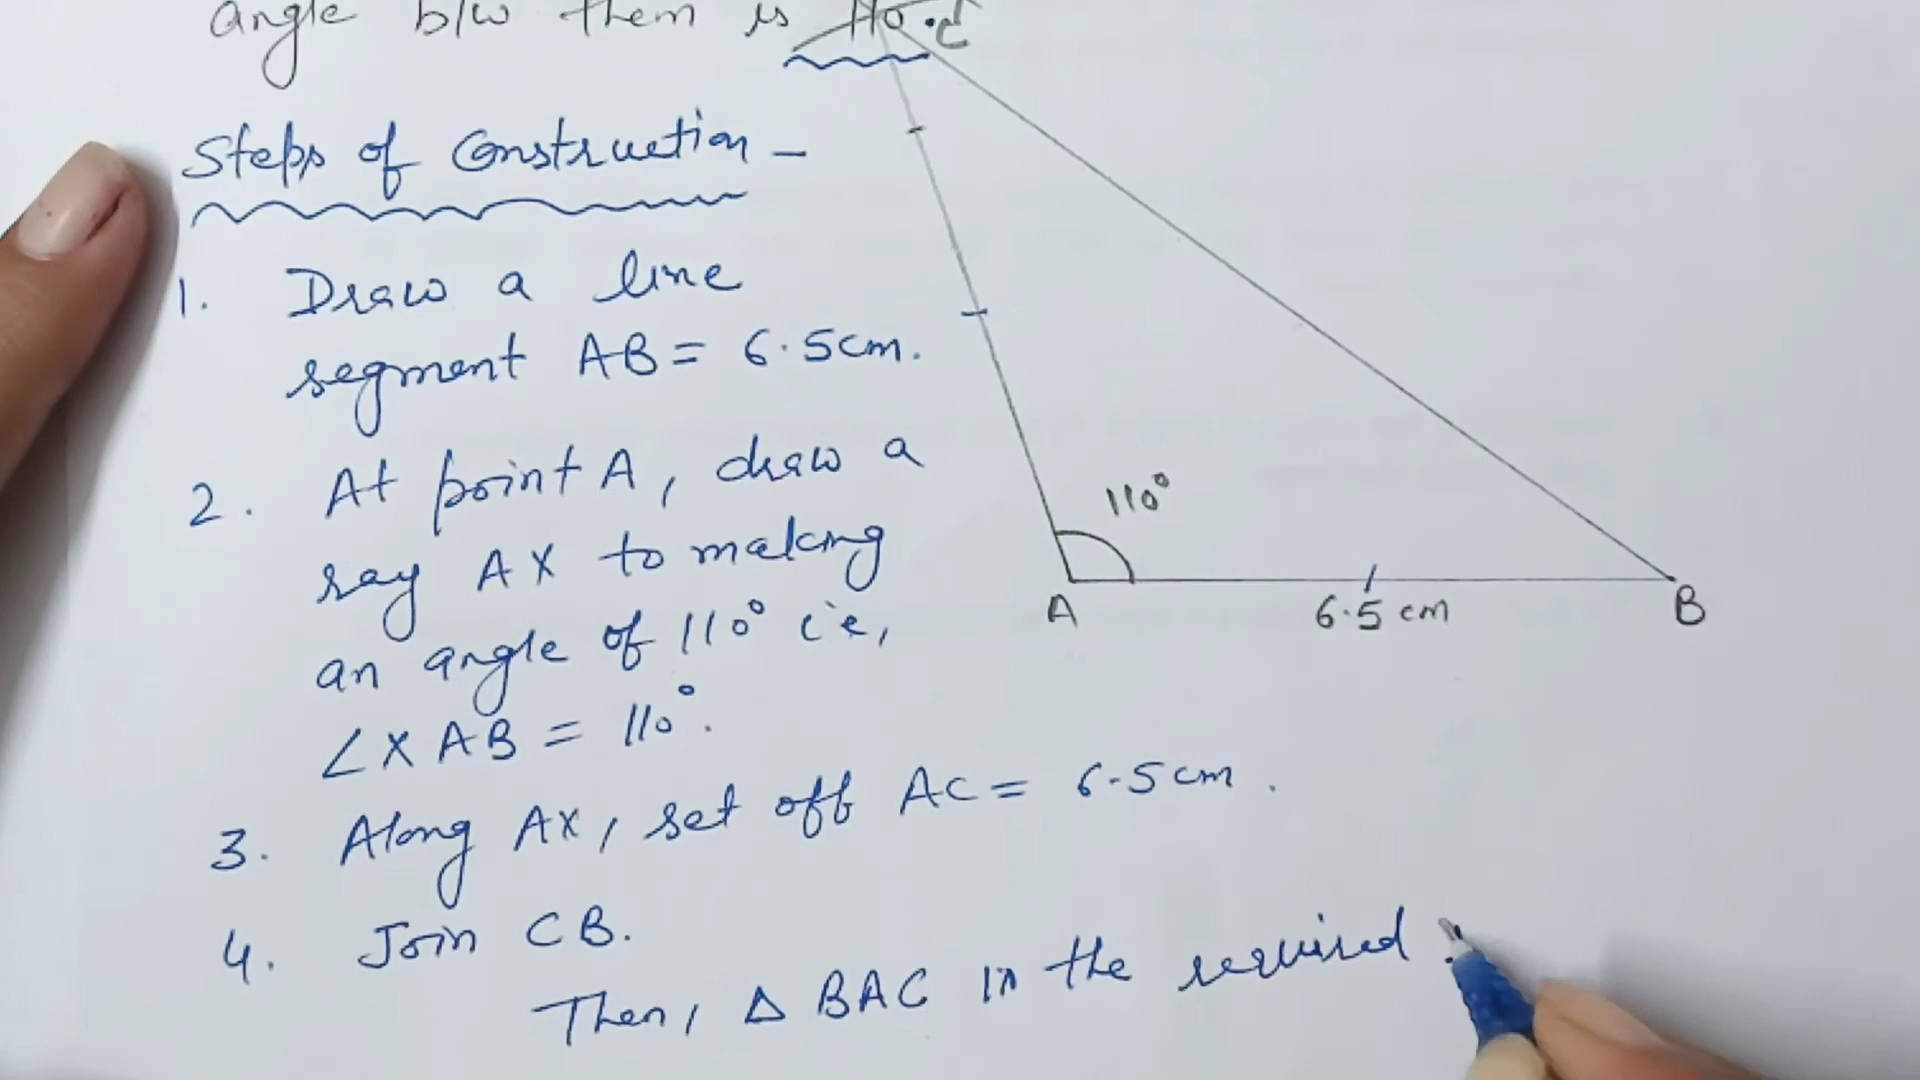 angle b/w them is 110°. C
Steps of Construction -
1. Draw a line
segment AB = 6.5cm.
2. At point A, draw a
ray AX to making
an angle of 110° i.e,
∠XAB = 110°.
3. Along AX, set off AC = 6.5cm.
4. Join CB.
Then, Δ BAC is the required
110°
A
6.5 cm
B